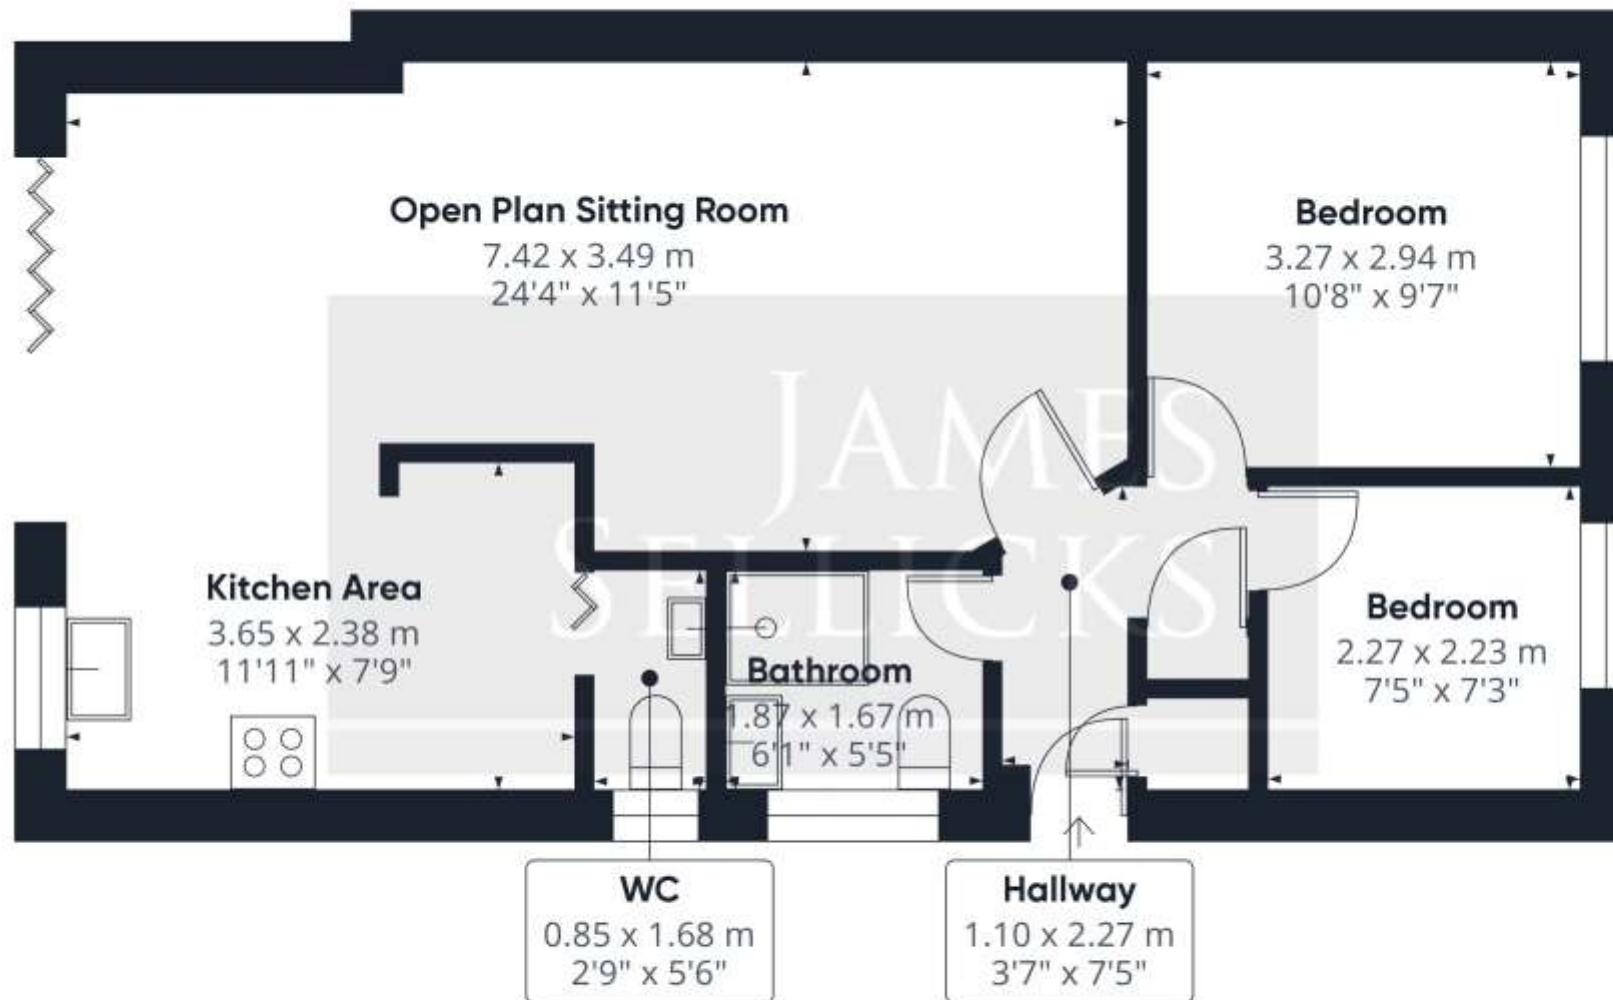 Open Plan Sitting Room
7.42 x 3.49 m
24'4" x 11'5"
Bedroom
3.27 x 2.94 m
10'8" x 9'7"
JAMES
SELLICKS
Kitchen Area
3.65 x 2.38 m
11'11" x 7'9"
Bathroom
1.87 x 1.67 m
6'1" x 5'5"
Bedroom
2.27 x 2.23 m
7'5" x 7'3"
WC
0.85 x 1.68 m
2'9" x 5'6"
Hallway
1.10 x 2.27 m
3'7" x 7'5"